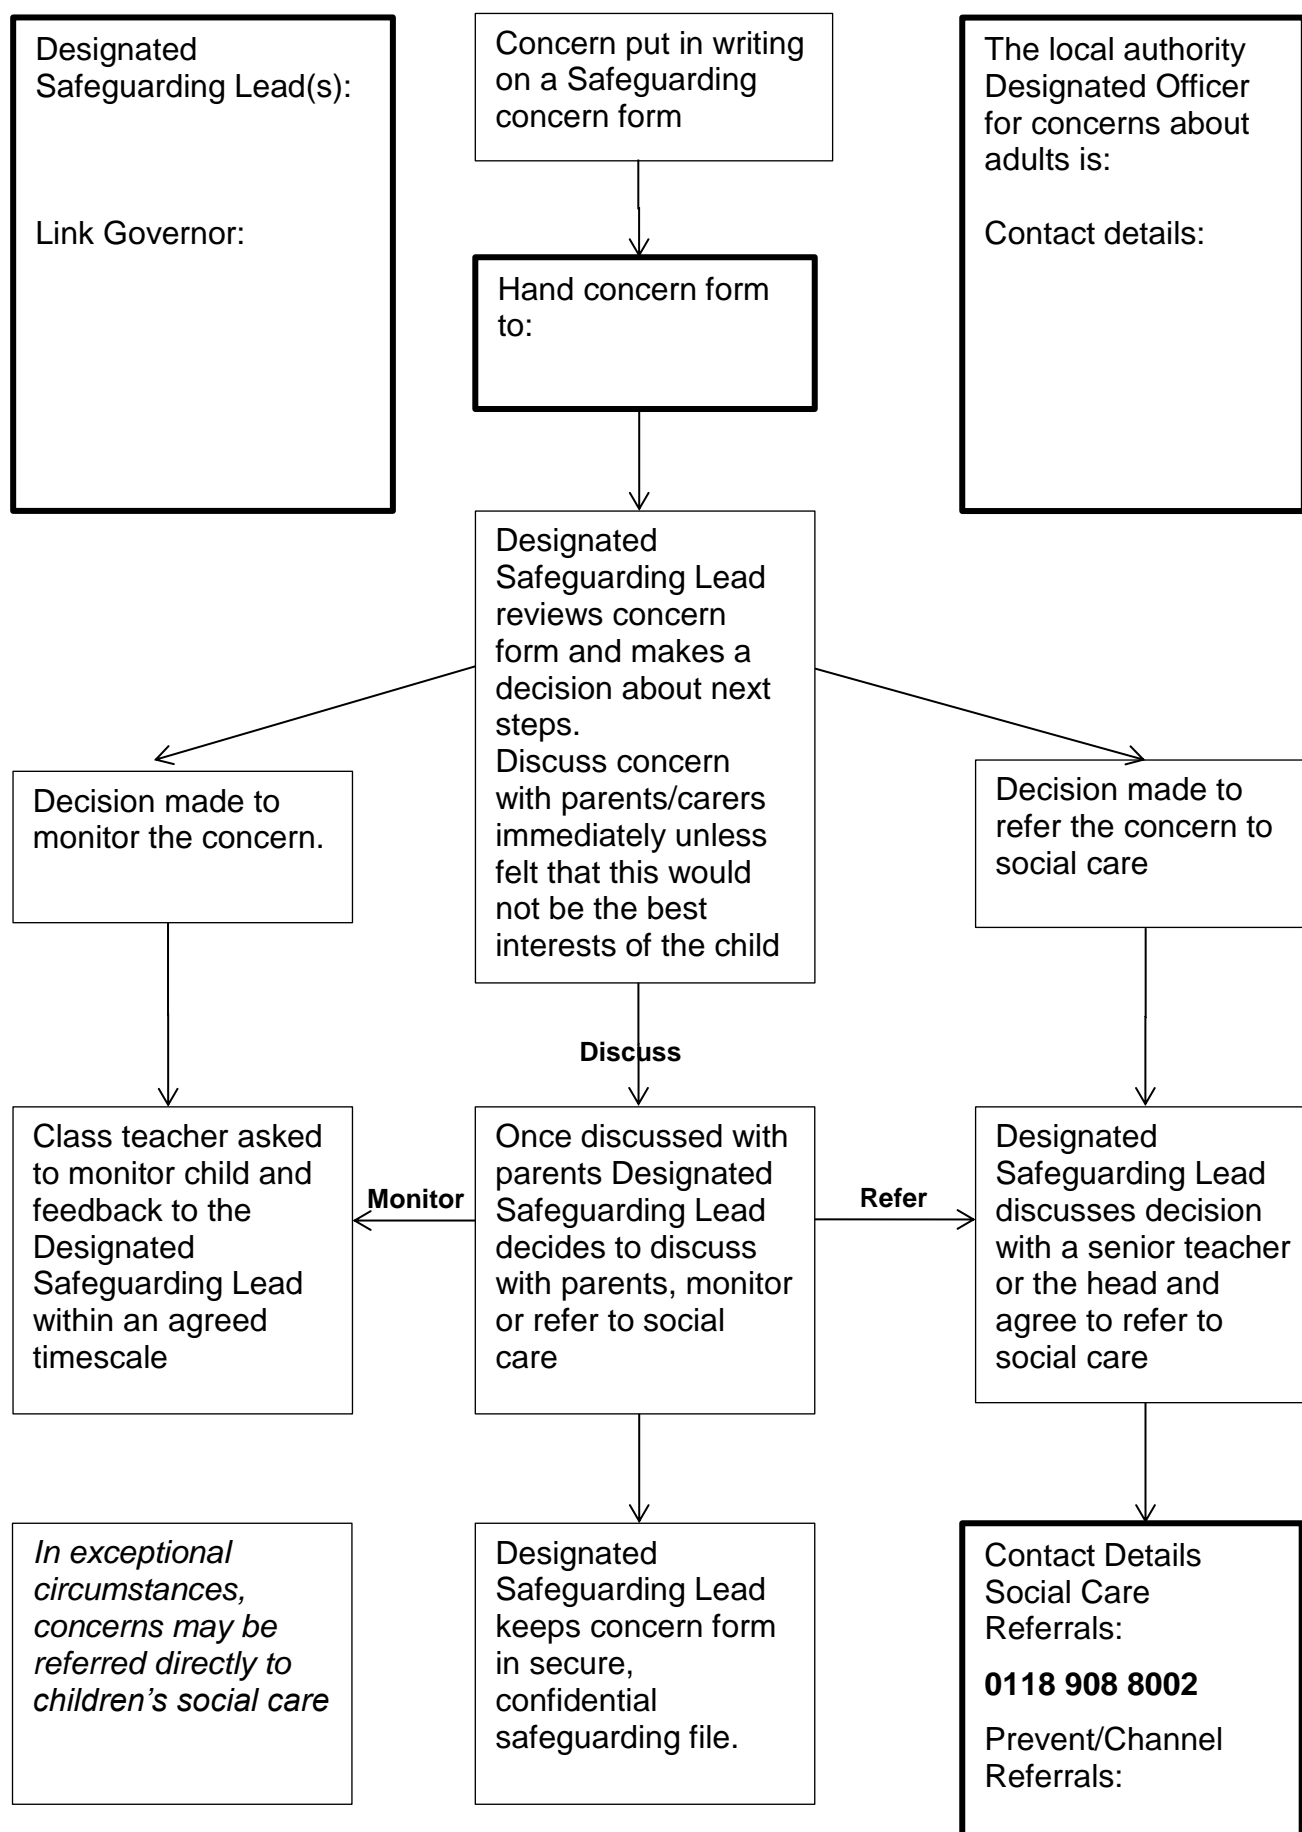 Designated
Safeguarding Lead(s):
Link Governor:
Concern put in writing
on a Safeguarding
concern form
The local authority
Designated Officer
for concerns about
adults is:
Contact details:
Hand concern form
to:
Designated
Safeguarding Lead
reviews concern
form and makes a
decision about next
steps.
Discuss concern
with parents/carers
immediately unless
felt that this would
not be the best
interests of the child
Decision made to
monitor the concern.
Decision made to
refer the concern to
social care
Discuss
Class teacher asked
to monitor child and
feedback to the
Designated
Safeguarding Lead
within an agreed
timescale
Monitor
Once discussed with
parents Designated
Safeguarding Lead
decides to discuss
with parents, monitor
or refer to social
care
Refer
Designated
Safeguarding Lead
discusses decision
with a senior teacher
or the head and
agree to refer to
social care
In exceptional
circumstances,
concerns may be
referred directly to
children’s social care
Designated
Safeguarding Lead
keeps concern form
in secure,
confidential
safeguarding file.
Contact Details
Social Care
Referrals:
0118 908 8002
Prevent/Channel
Referrals: